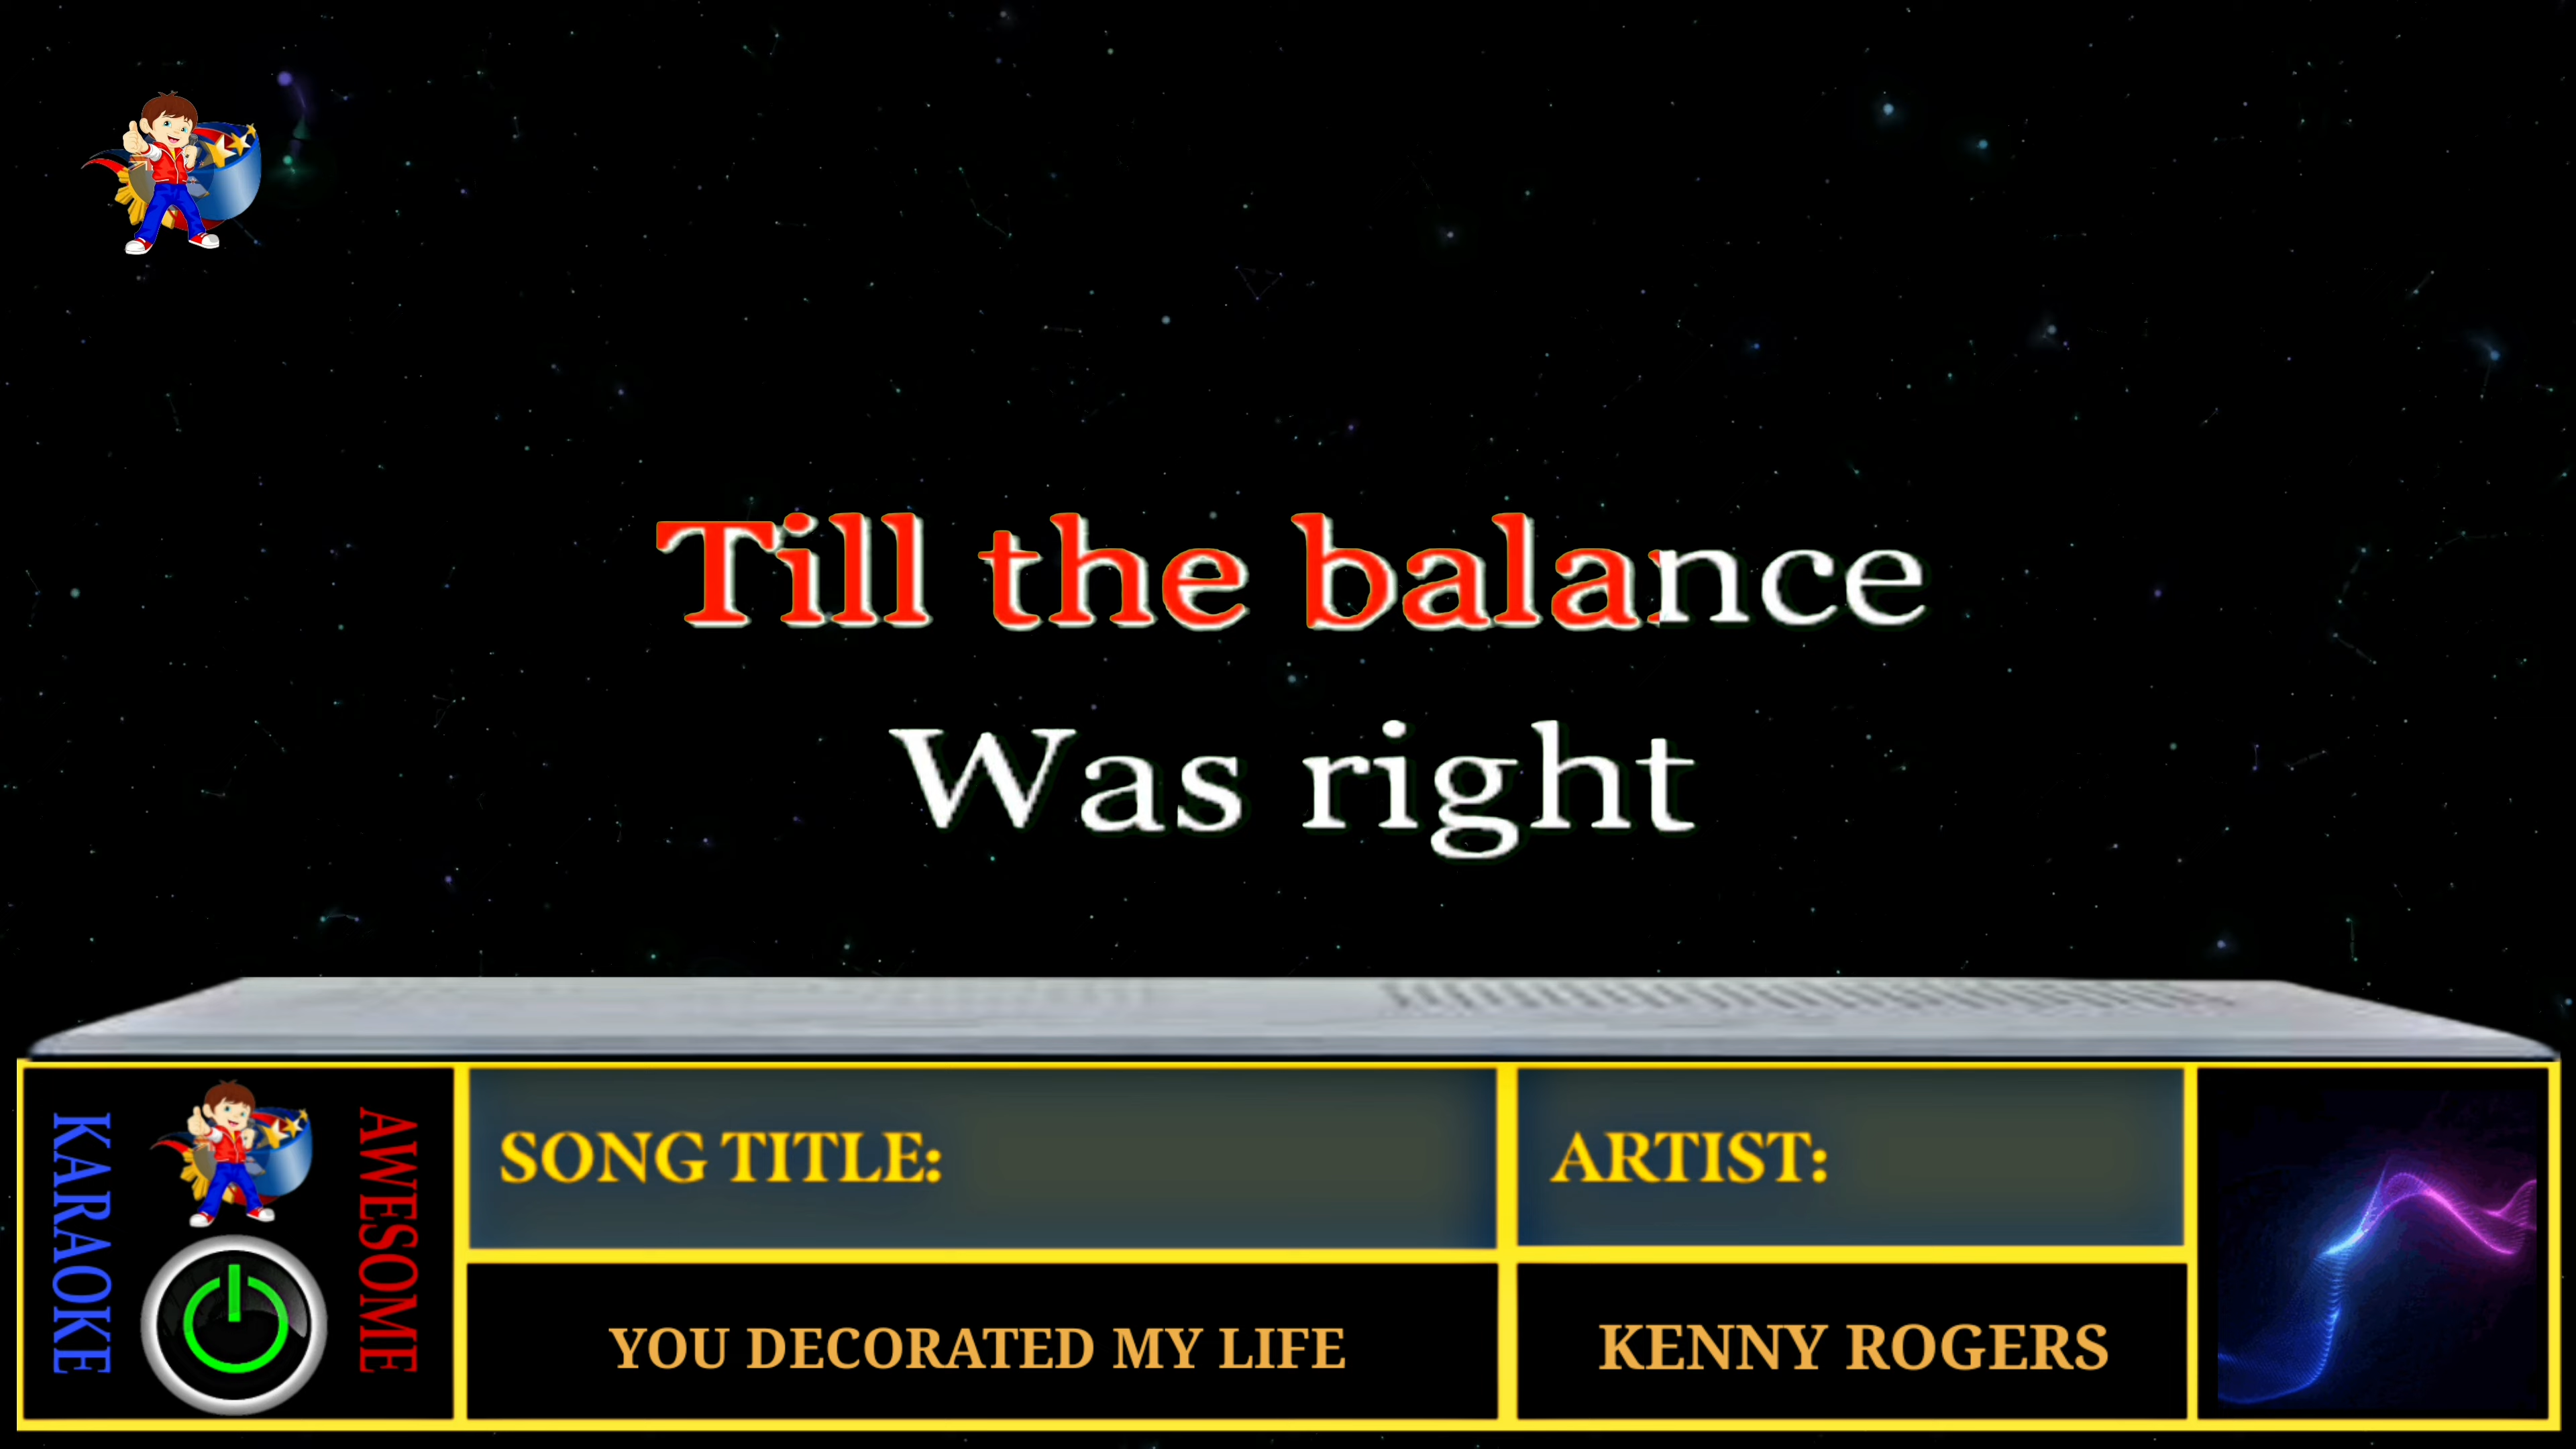 Till the balance
Was right
KARAOKE
AWESOME
SONG TITLE:
ARTIST:
YOU DECORATED MY LIFE
KENNY ROGERS